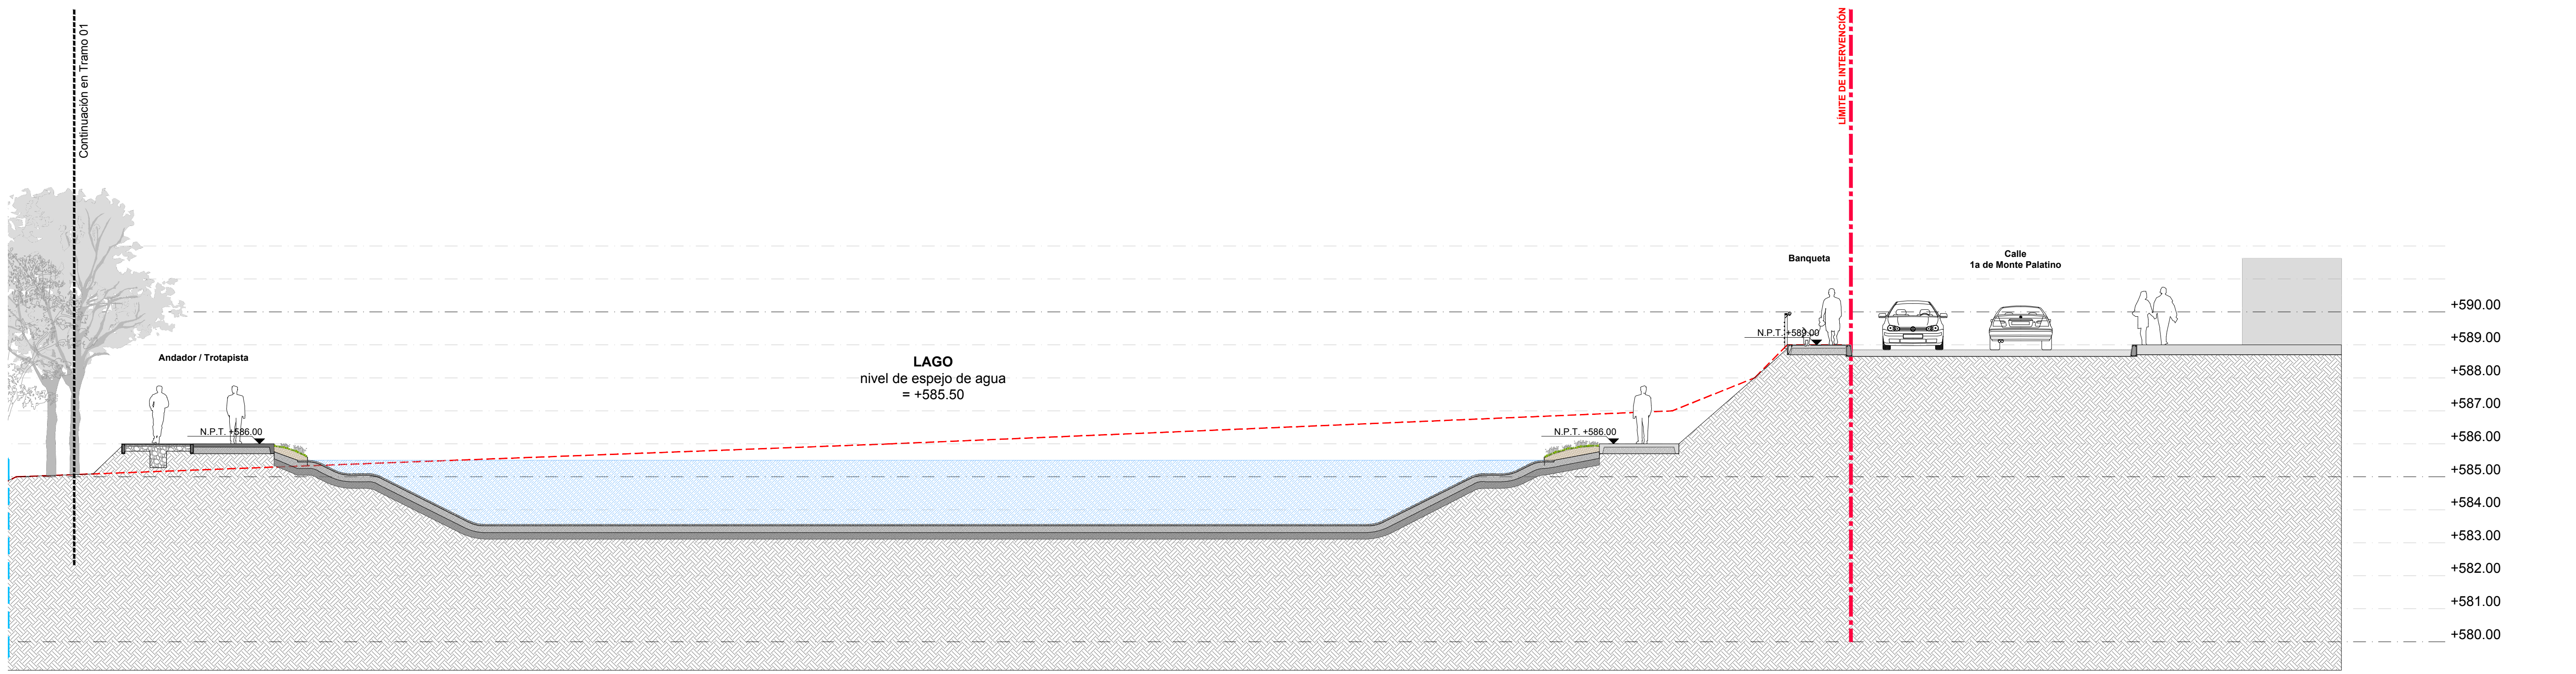 Continuación en Tramo 01
LÍMITE DE INTERVENCIÓN
Banqueta
Calle
1a de Monte Palatino
Andador / Trotapista
LAGO
nivel de espejo de agua
= +585.50
N.P.T. +589.00
N.P.T. +586.00
N.P.T. +586.00
+590.00
+589.00
+588.00
+587.00
+586.00
+585.00
+584.00
+583.00
+582.00
+581.00
+580.00